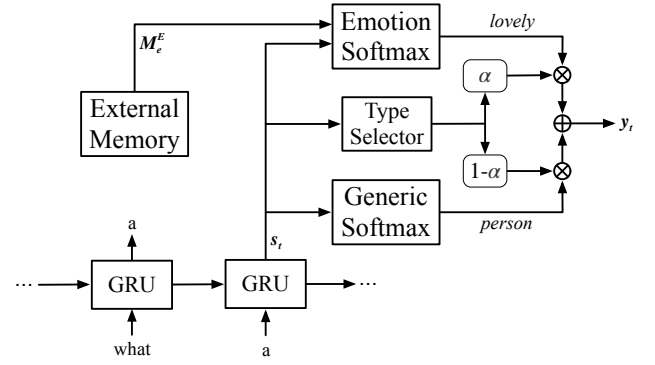 Emotion
Softmax
lovely
M_e^E
α
External
Memory
Type
Selector
y_t
1-α
Generic
Softmax
person
a
s_t
... GRU GRU ...
what
a